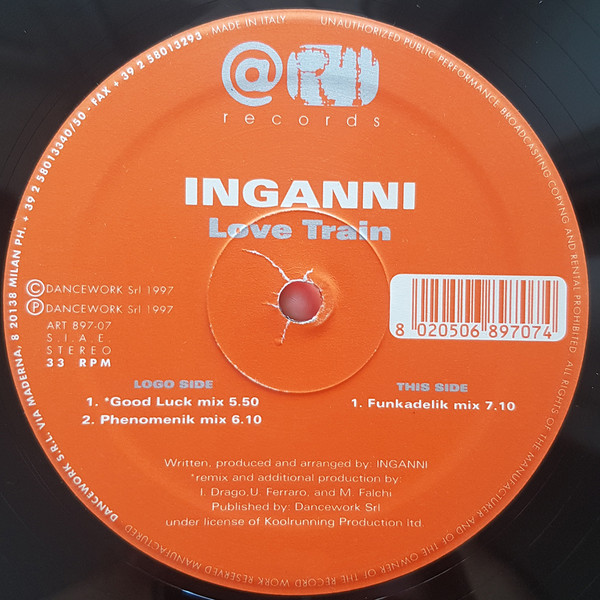 @ R4
records
INGANNI
Love Train
© DANCEWORK Srl 1997
℗ DANCEWORK Srl 1997
ART 897-07
S.I.A.E.
STEREO
33 RPM
8 020506 897074
LOGO SIDE
1. *Good Luck mix 5.50
2. Phenomenik mix 6.10
THIS SIDE
1. Funkadelik mix 7.10
Written, produced and arranged by: INGANNI
*remix and additional production by:
I. Drago,U. Ferraro, and M. Falchi
Published by: Dancework Srl
under license of Koolrunning Production ltd.
DANCEWORK S.R.L. VIA MADERNA, 8 20138 MILAN PH. + 39 2 58013340/50 - FAX + 39 2 58013293 - MADE IN ITALY
UNAUTHORIZED PUBLIC PERFORMANCE BROADCASTING COPYNG AND RENTAL PROHIBITED. ALL RIGHTS OF THE MANUFACTURER AND OF THE OWNER OF THE RECORD WORK RESERVED MANUFACTURED